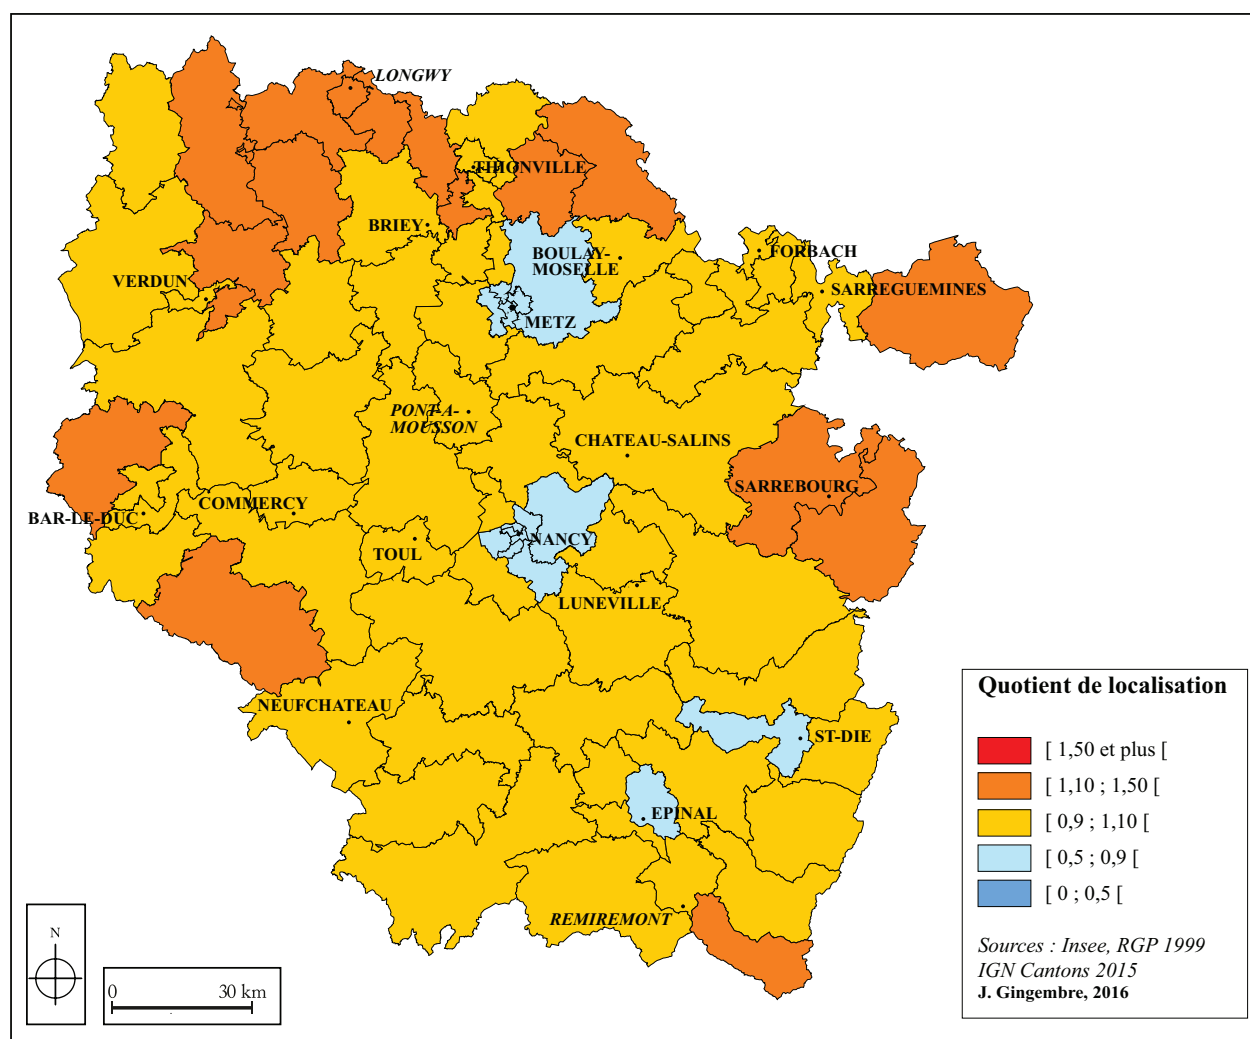 LONGWY
THIONVILLE
BRIEY
BOULAY-
MOSELLE
FORBACH
VERDUN
SARREGUEMINES
METZ
PONT-A-
MOUSSON
CHATEAU-SALINS
SARREBOURG
COMMERCY
BAR-LE-DUC
NANCY
TOUL
LUNEVILLE
NEUFCHATEAU
ST-DIE
EPINAL
REMIREMONT
Quotient de localisation
[ 1,50 et plus [
[ 1,10 ; 1,50 [
[ 0,9 ; 1,10 [
[ 0,5 ; 0,9 [
[ 0 ; 0,5 [
Sources : Insee, RGP 1999
IGN Cantons 2015
J. Gingembre, 2016
N
0 30 km